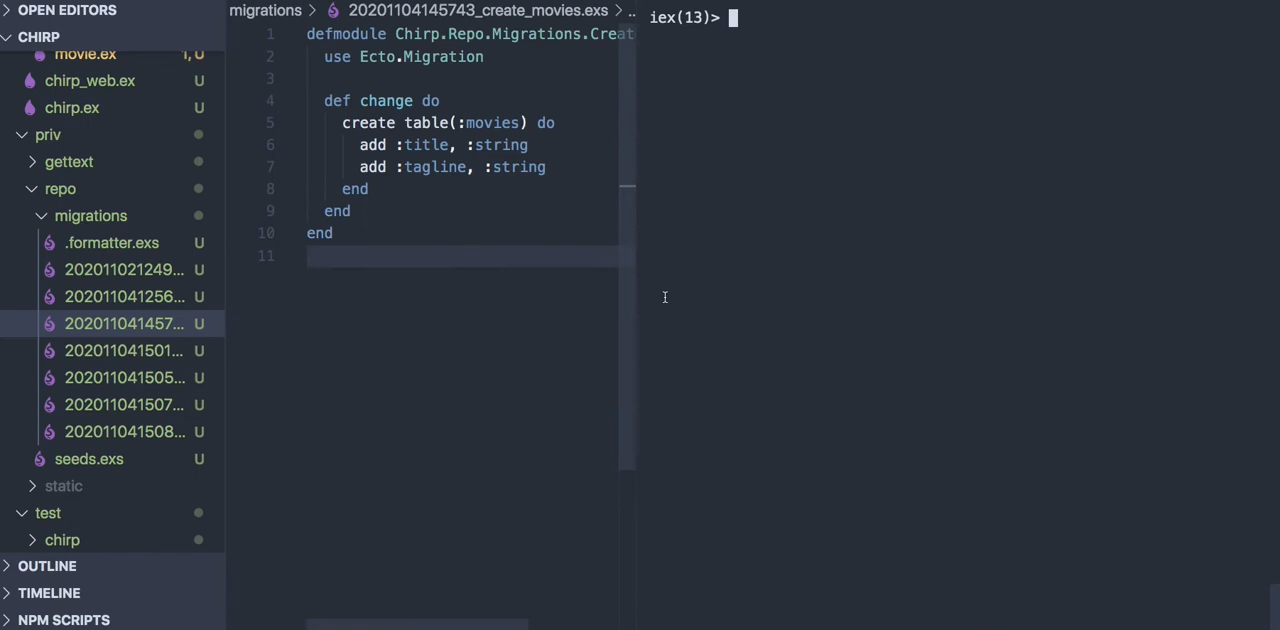 OPEN EDITORS
CHIRP
movie.ex 1, U
chirp_web.ex U
chirp.ex U
priv
gettext
repo
migrations
.formatter.exs U
202011021249... U
202011041256... U
202011041457... U
202011041501... U
202011041505... U
202011041507... U
202011041508... U
seeds.exs U
static
test
chirp
OUTLINE
TIMELINE
NPM SCRIPTS
migrations > 20201104145743_create_movies.exs > ..
1 defmodule Chirp.Repo.Migrations.Creat
2 use Ecto.Migration
3
4 def change do
5 create table(:movies) do
6 add :title, :string
7 add :tagline, :string
8 end
9 end
10 end
11
iex(13)>